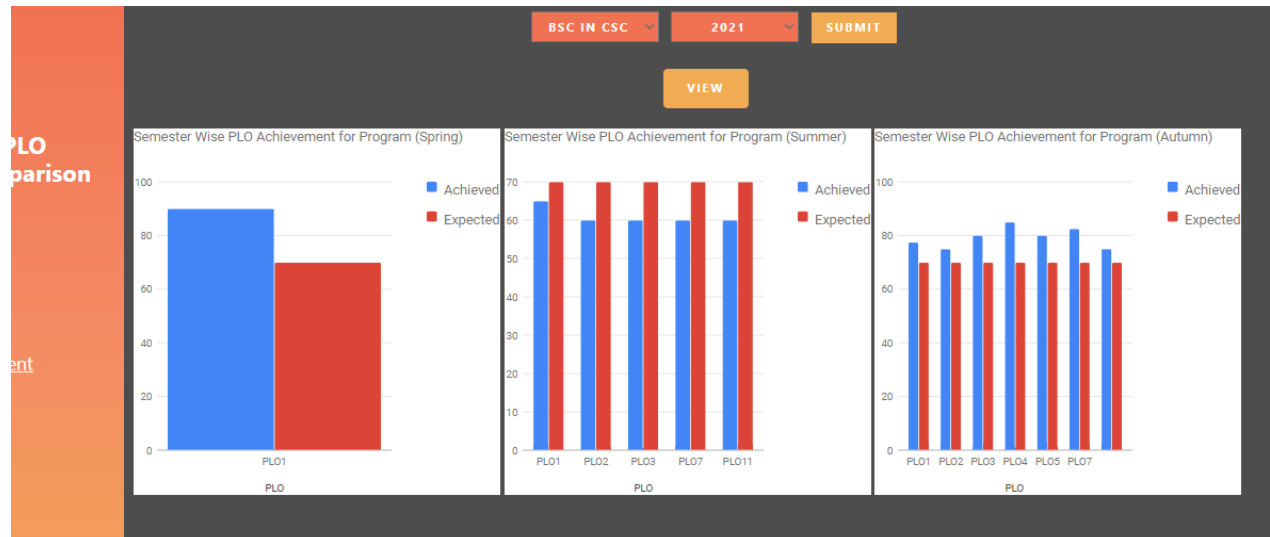 BSC IN CSC
2021
SUBMIT
VIEW
PLO
parison
ent
Semester Wise PLO Achievement for Program (Spring)
100
80
60
40
20
0
Achieved
Expected
PLO1
PLO
Semester Wise PLO Achievement for Program (Summer)
70
60
50
40
30
20
10
0
Achieved
Expected
PLO1 PLO2 PLO3 PLO7 PLO11
PLO
Semester Wise PLO Achievement for Program (Autumn)
100
80
60
40
20
0
Achieved
Expected
PLO1 PLO2 PLO3 PLO4 PLO5 PLO7
PLO